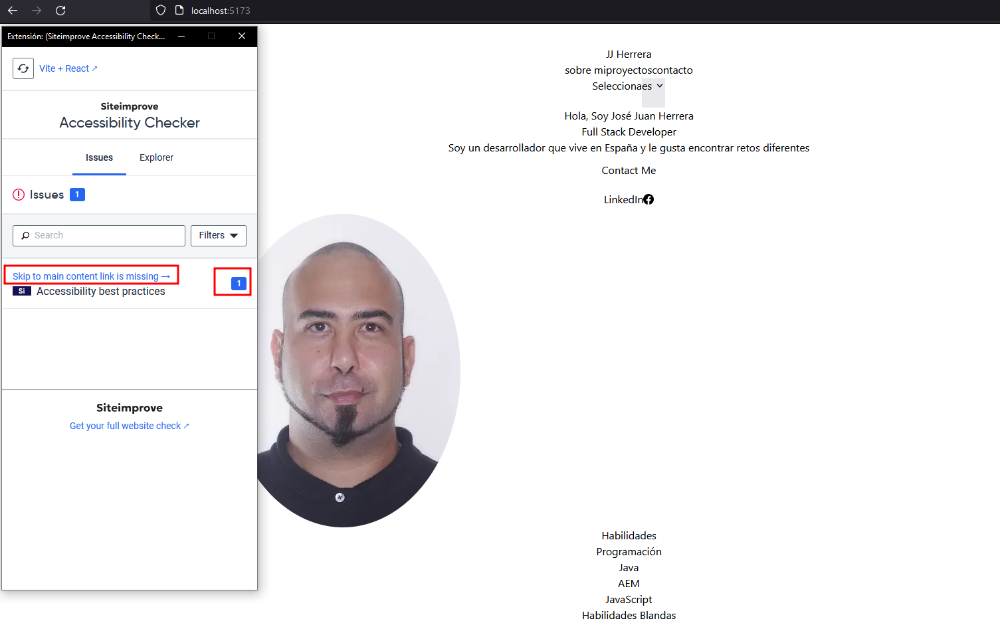 localhost:5173
Extensión: (Siteimprove Accessibility Check...
Vite + React ↗
Siteimprove
Accessibility Checker
Issues Explorer
Issues 1
Search Filters
Skip to main content link is missing →
1
Si Accessibility best practices
Siteimprove
Get your full website check ↗
JJ Herrera
sobre miproyectoscontacto
Seleccionaes
Hola, Soy José Juan Herrera
Full Stack Developer
Soy un desarrollador que vive en España y le gusta encontrar retos diferentes
Contact Me
LinkedIn
Habilidades
Programación
Java
AEM
JavaScript
Habilidades Blandas